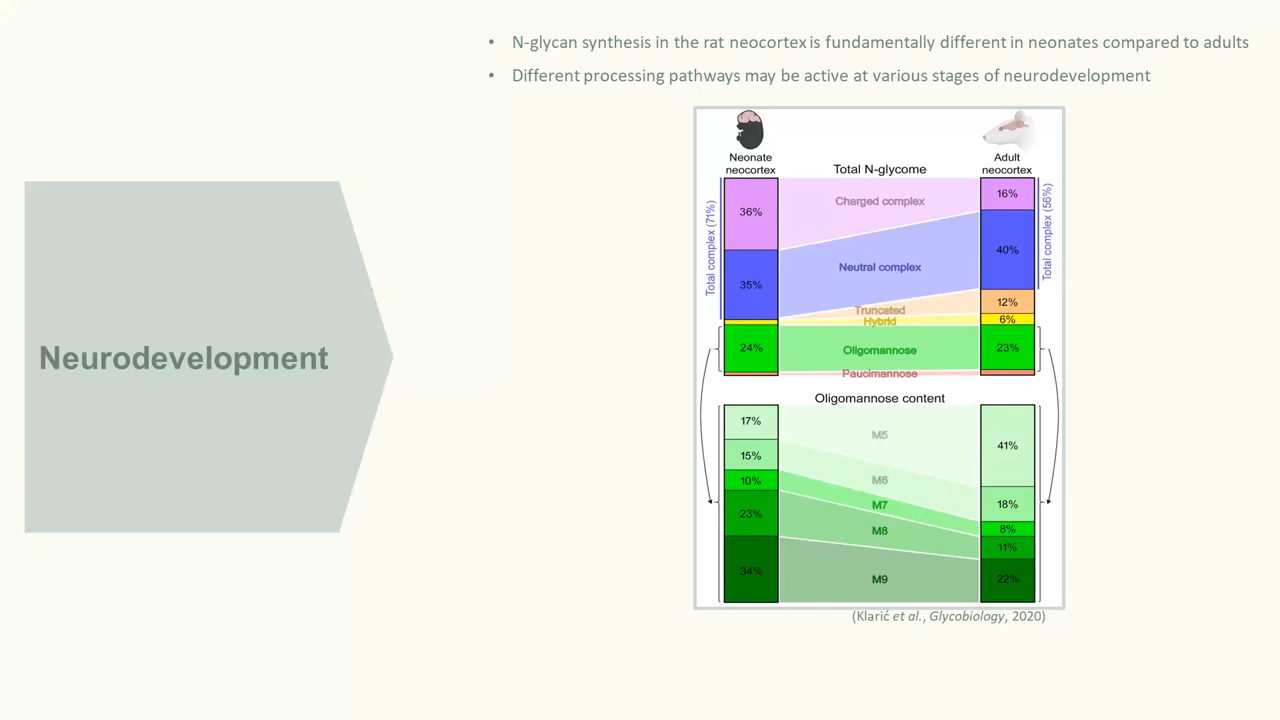 • N-glycan synthesis in the rat neocortex is fundamentally different in neonates compared to adults
• Different processing pathways may be active at various stages of neurodevelopment
Neurodevelopment
Neonate
neocortex
Total N-glycome
Adult
neocortex
Total complex (71%)
36%
35%
24%
Charged complex
Neutral complex
Truncated
Hybrid
Oligomannose
Paucimannose
16%
40%
12%
6%
23%
Total complex (56%)
Oligomannose content
17%
15%
10%
23%
34%
M5
M6
M7
M8
M9
41%
18%
8%
11%
22%
(Klarić et al., Glycobiology, 2020)